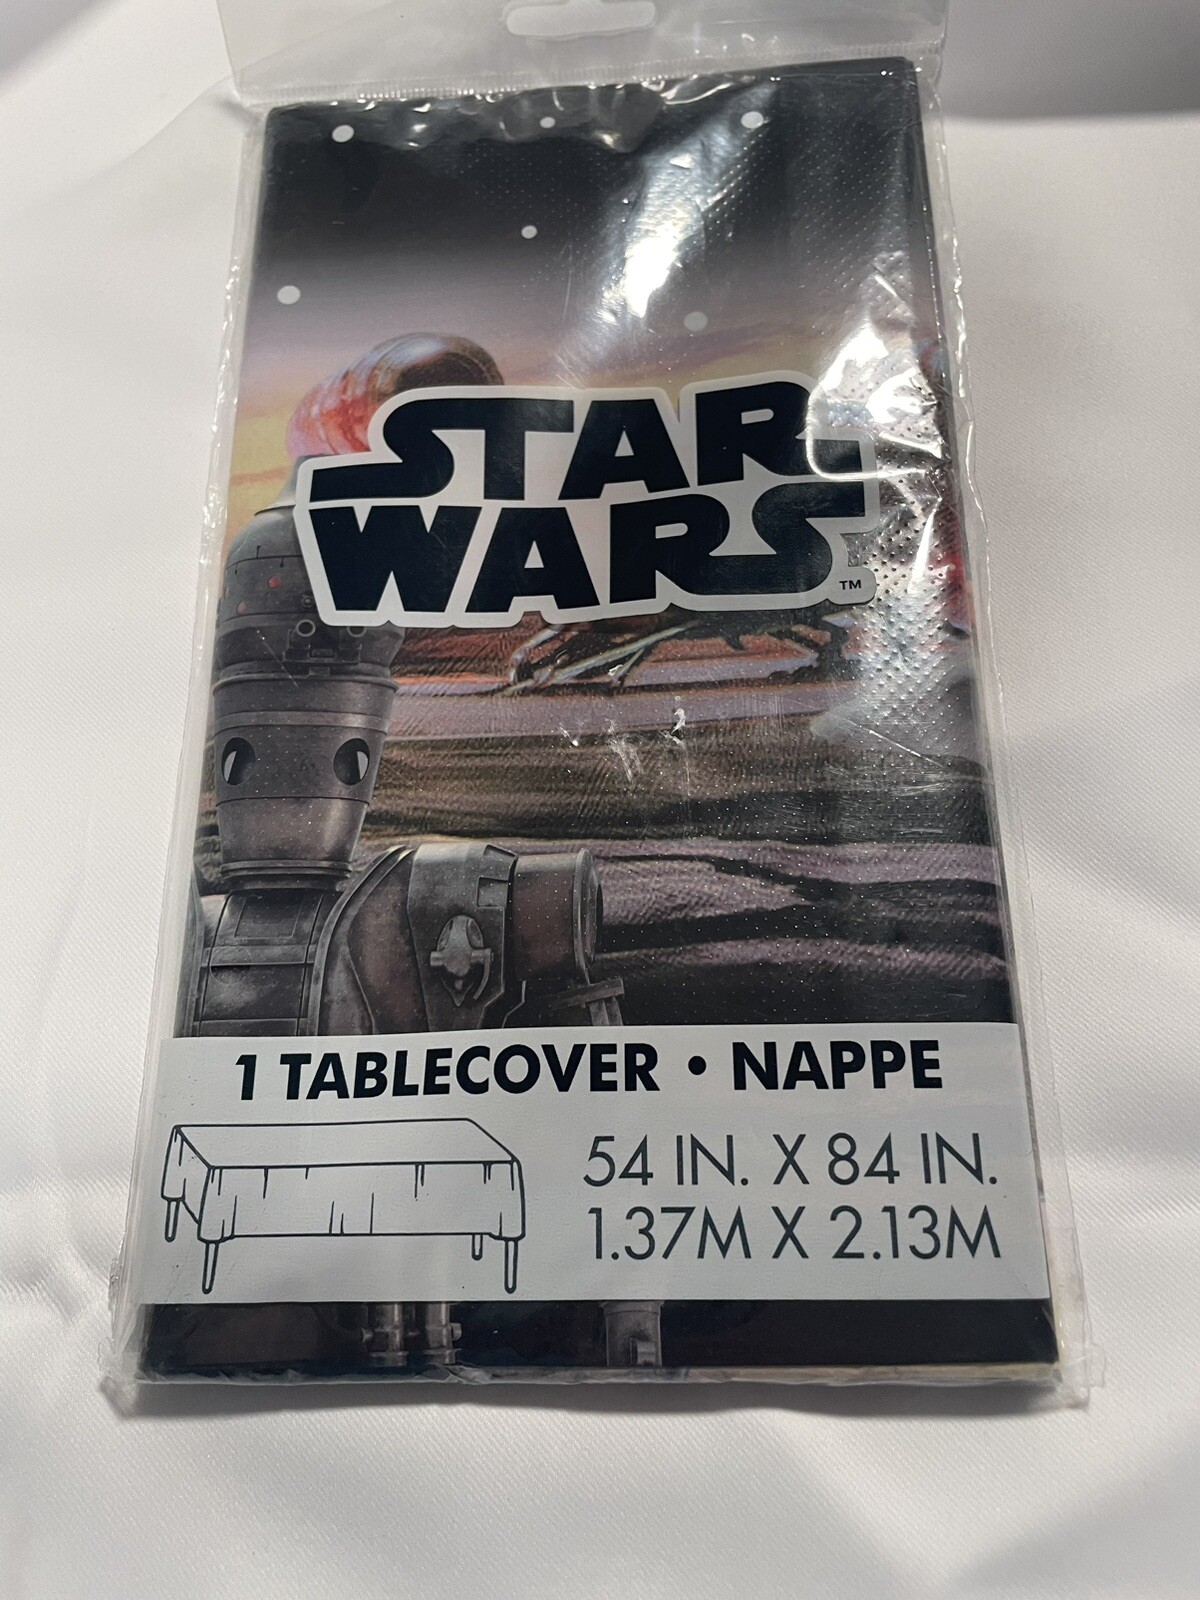 STAR
WARS
TM
1 TABLECOVER • NAPPE
54 IN. X 84 IN.
1.37M X 2.13M